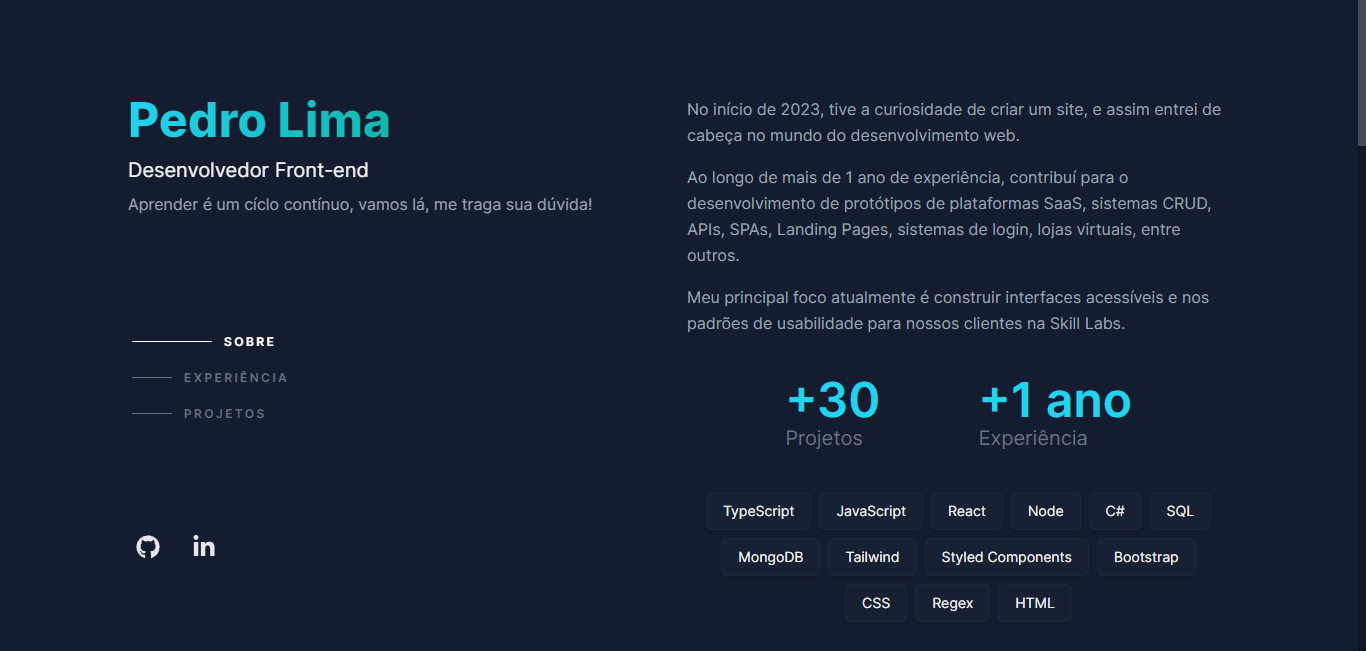 Pedro Lima
Desenvolvedor Front-end
Aprender é um cíclo contínuo, vamos lá, me traga sua dúvida!
SOBRE
EXPERIÊNCIA
PROJETOS
in
No início de 2023, tive a curiosidade de criar um site, e assim entrei de
cabeça no mundo do desenvolvimento web.
Ao longo de mais de 1 ano de experiência, contribuí para o
desenvolvimento de protótipos de plataformas SaaS, sistemas CRUD,
APIs, SPAs, Landing Pages, sistemas de login, lojas virtuais, entre
outros.
Meu principal foco atualmente é construir interfaces acessíveis e nos
padrões de usabilidade para nossos clientes na Skill Labs.
+30 +1 ano
Projetos Experiência
TypeScript JavaScript React Node C# SQL
MongoDB Tailwind Styled Components Bootstrap
CSS Regex HTML